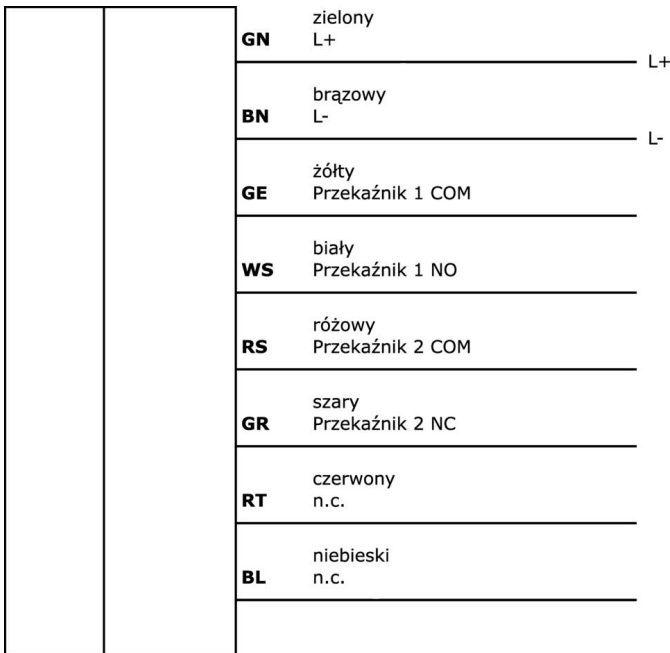 zielony
GN L+
L+
brązowy
BN L-
L-
żółty
GE Przekaźnik 1 COM
biały
WS Przekaźnik 1 NO
różowy
RS Przekaźnik 2 COM
szary
GR Przekaźnik 2 NC
czerwony
RT n.c.
niebieski
BL n.c.